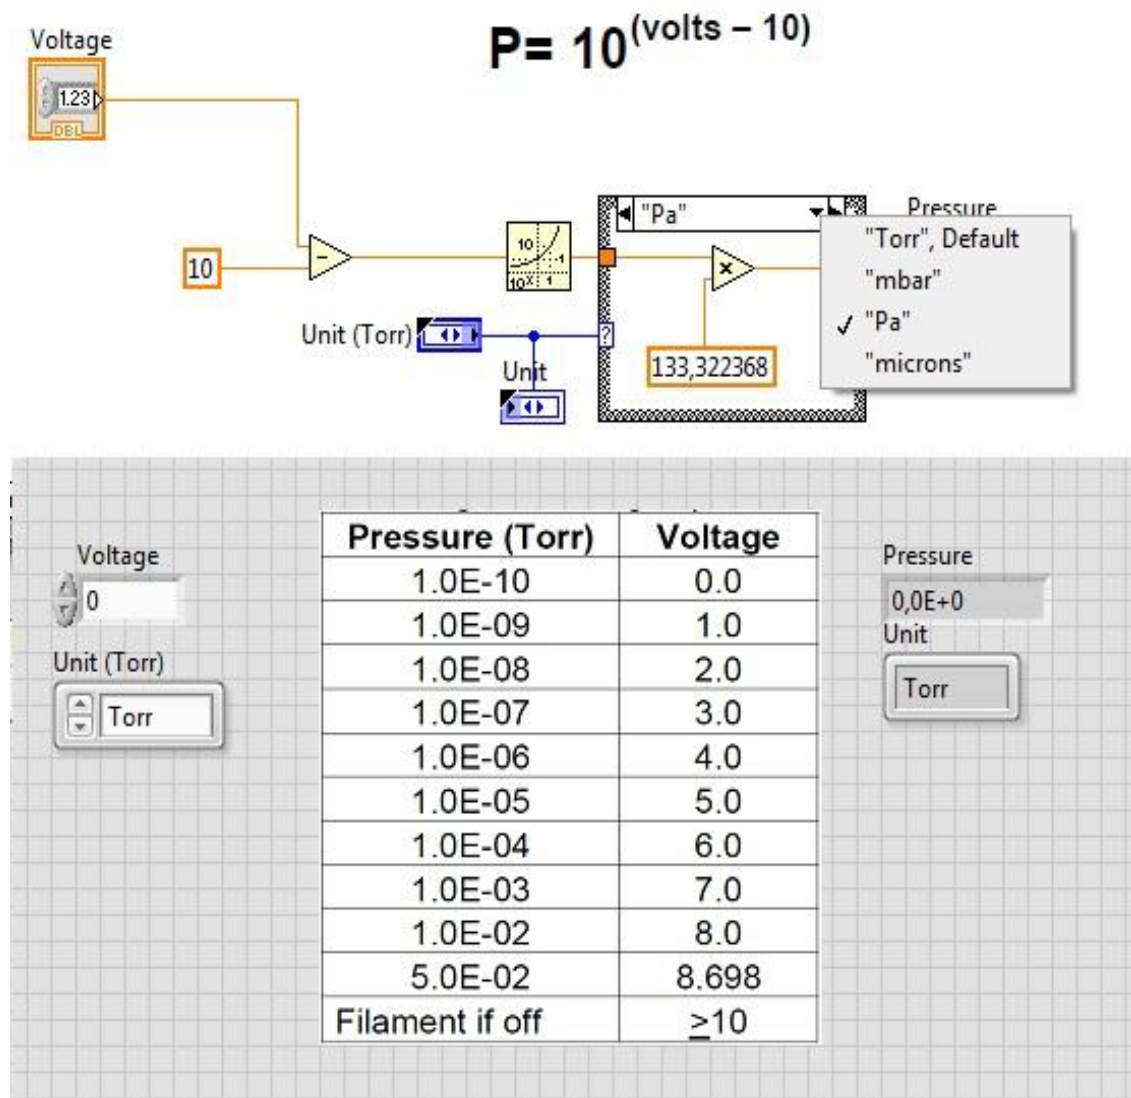 P= 10(volts – 10)
Voltage
1.23
DBL
"Pa"
Pressure
"Torr", Default
"mbar"
"Pa"
"microns"
10
10
-1
10x
1
Unit (Torr)
?
Unit
133,322368
Pressure (Torr) Voltage
1.0E-10 0.0
1.0E-09 1.0
1.0E-08 2.0
1.0E-07 3.0
1.0E-06 4.0
1.0E-05 5.0
1.0E-04 6.0
1.0E-03 7.0
1.0E-02 8.0
5.0E-02 8.698
Filament if off ≥10
Voltage
0
Unit (Torr)
Torr
Pressure
0,0E+0
Unit
Torr